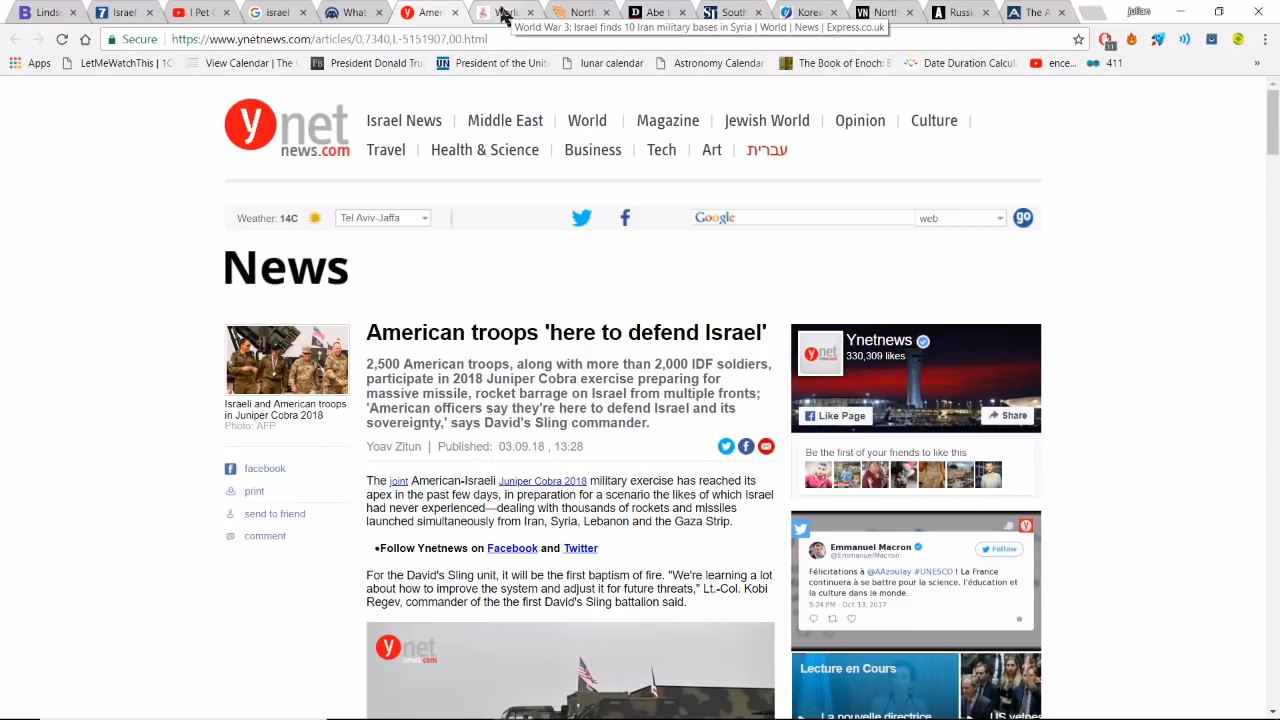 Linds
7 Is
I Pet C
israel
What
Amer
World
North
Abe t
South
Korea
North
Russia
The A
Julien
World War 3: Israel finds 10 Iran military bases in Syria | World | News | Express.co.uk
Secure
https://www.ynetnews.com/articles/0,7340,L-5151907,00.html
11
Apps
LetMeWatchThis | 1C
View Calendar | The C
President Donald Tru
President of the Unit
lunar calendar
Astronomy Calendar
The Book of Enoch: B
Date Duration Calcul
ence...
411
»
y net
news.com
Israel News
Middle East
World
Magazine
Jewish World
Opinion
Culture
Travel
Health & Science
Business
Tech
Art
עברית
Weather: 14C
Tel Aviv-Jaffa
Google
web
go
News
American troops 'here to defend Israel'
2,500 American troops, along with more than 2,000 IDF soldiers,
participate in 2018 Juniper Cobra exercise preparing for
massive missile, rocket barrage on Israel from multiple fronts;
'American officers say they're here to defend Israel and its
sovereignty,' says David's Sling commander.
Yoav Zitun | Published: 03.09.18 , 13:28
Israeli and American troops
in Juniper Cobra 2018
Photo: AFP
facebook
print
send to friend
comment
The joint American-Israeli Juniper Cobra 2018 military exercise has reached its
apex in the past few days, in preparation for a scenario the likes of which Israel
had never experienced—dealing with thousands of rockets and missiles
launched simultaneously from Iran, Syria, Lebanon and the Gaza Strip.
•Follow Ynetnews on Facebook and Twitter
For the David's Sling unit, it will be the first baptism of fire. "We're learning a lot
about how to improve the system and adjust it for future threats," Lt.-Col. Kobi
Regev, commander of the the first David's Sling battalion said.
y net
news.com
Ynetnews
330,309 likes
Like Page
Share
Be the first of your friends to like this
Emmanuel Macron
@EmmanuelMacron
Follow
Félicitations à @AAzoulay #UNESCO ! La France
continuera à se battre pour la science, l'éducation et
la culture dans le monde.
5:24 PM - Oct 13, 2017
Lecture en Cours
La nouvelle directrice
US vetoes